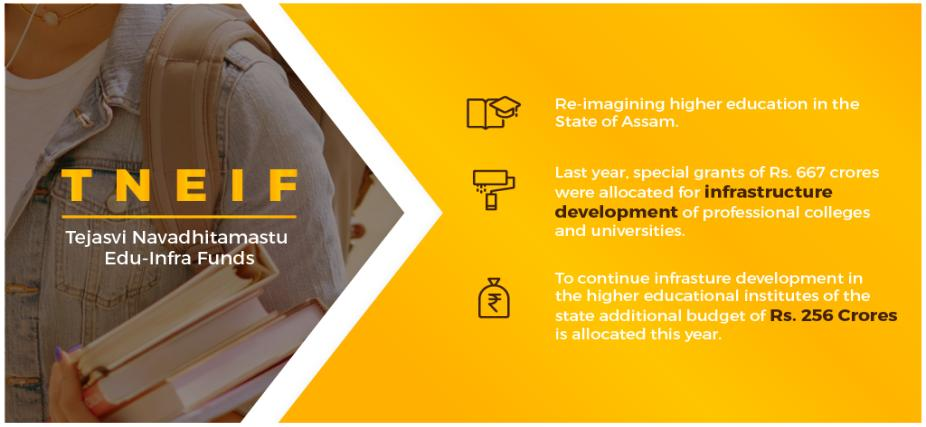 TNEIF
Tejasvi Navadhitamastu
Edu-Infra Funds
Re-imagining higher education in the
State of Assam.
Last year, special grants of Rs. 667 crores
were allocated for infrastructure
development of professional colleges
and universities.
To continue infrasture development in
the higher educational institutes of the
state additional budget of Rs. 256 Crores
is allocated this year.